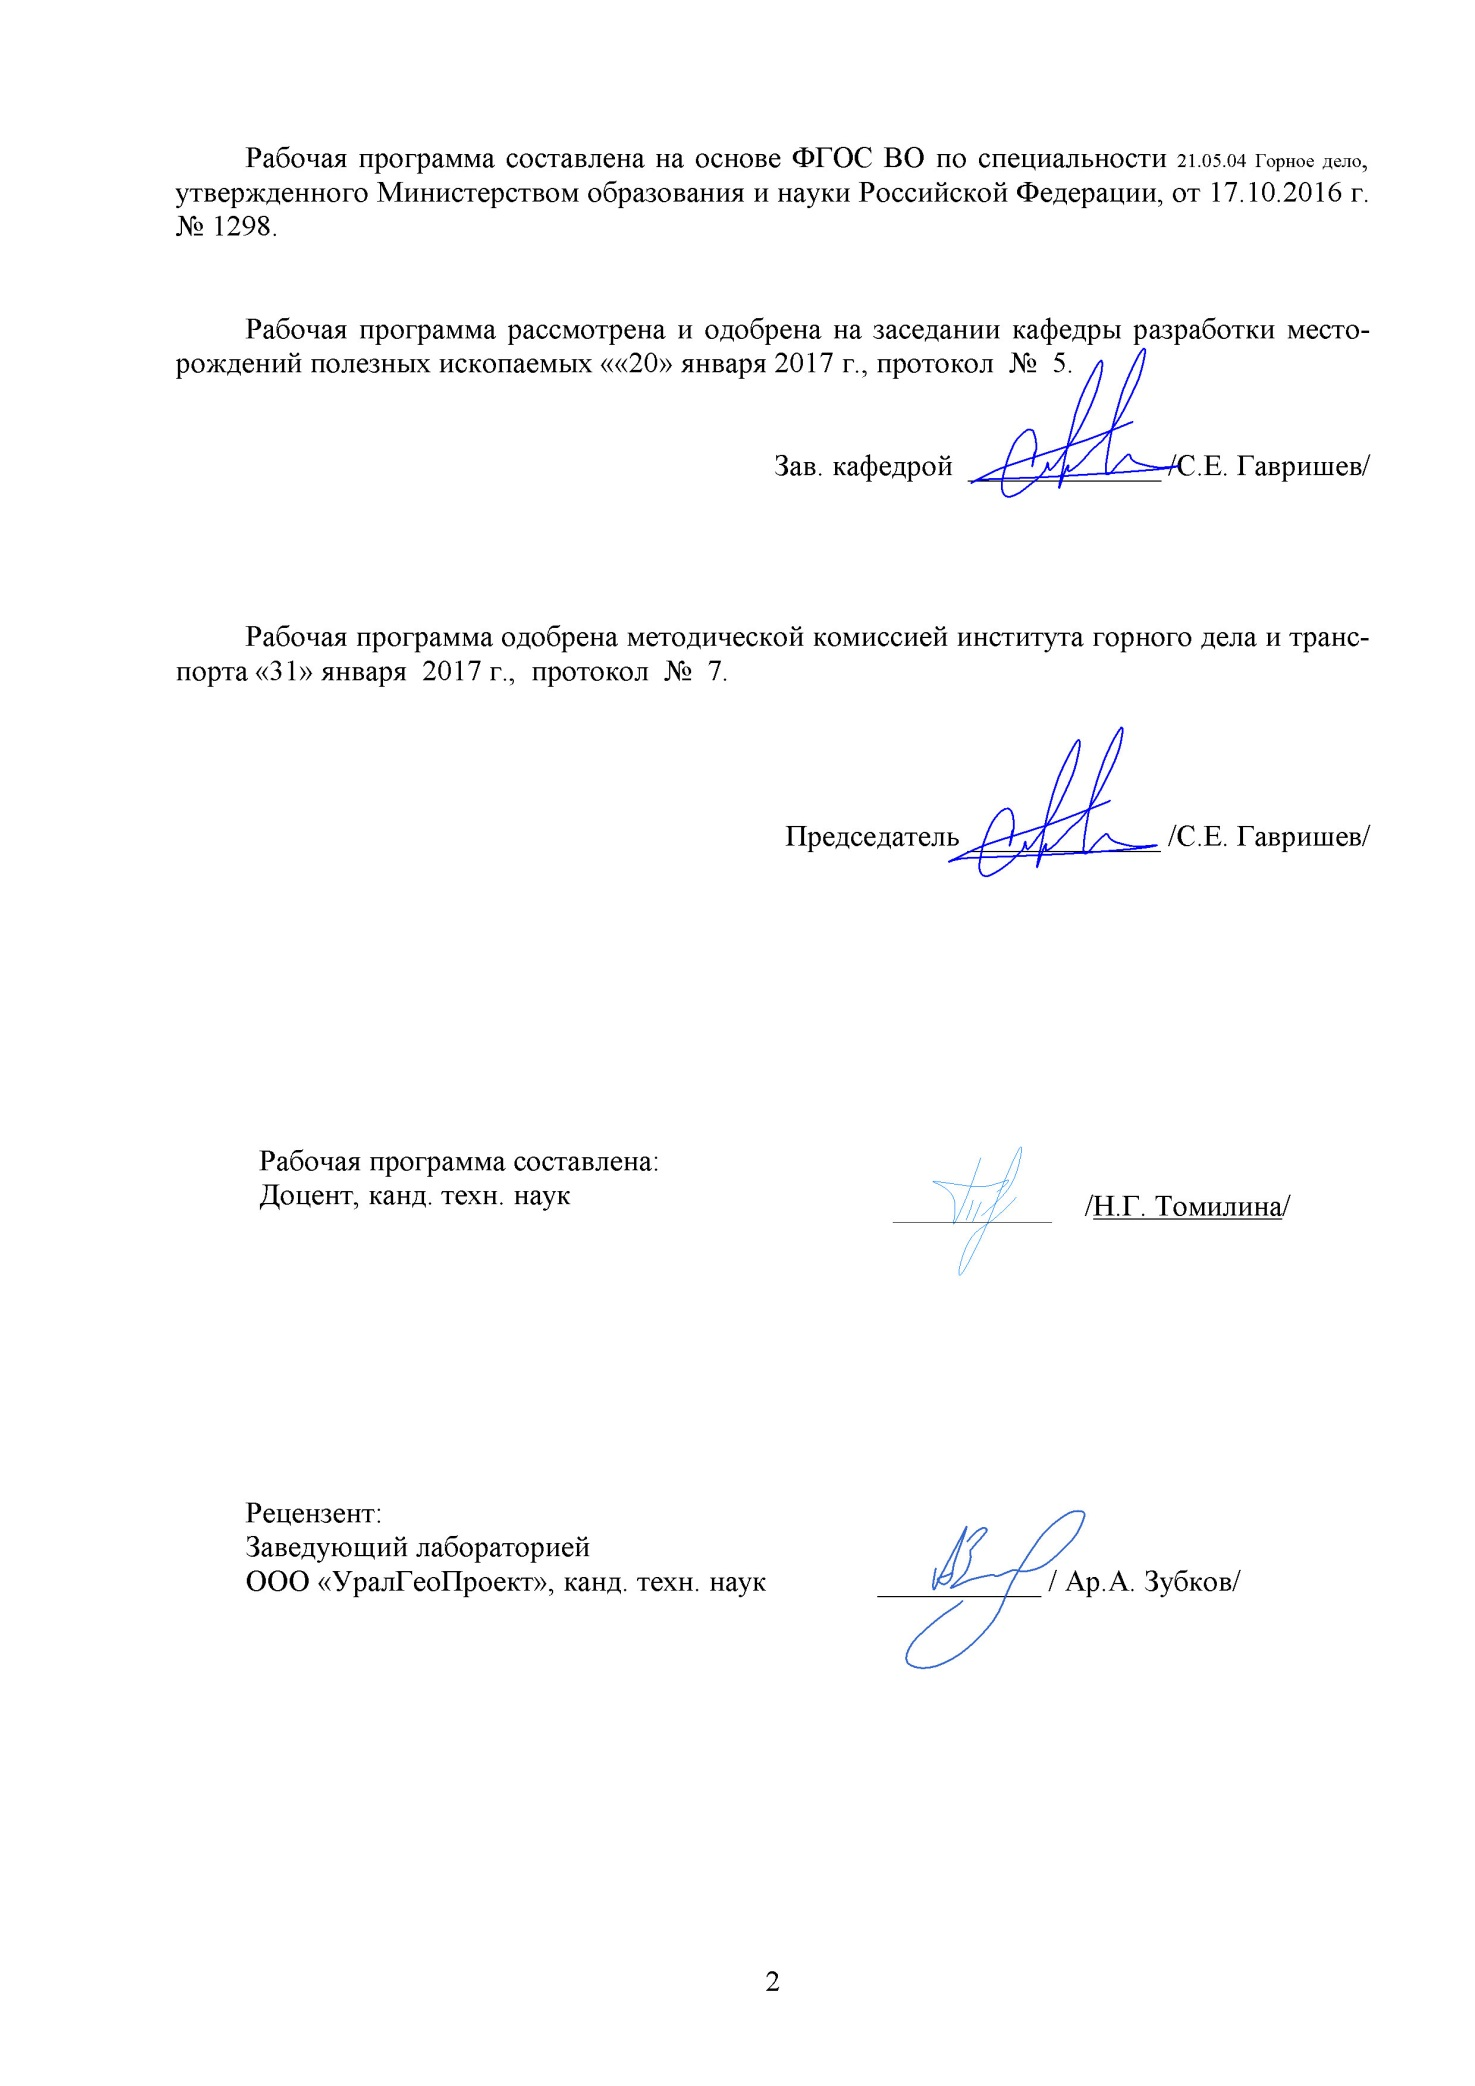 Рабочая программа составлена на основе ФГОС ВО по специальности 21.05.04 Горное дело,
утвержденного Министерством образования и науки Российской Федерации, от 17.10.2016 г.
№ 1298.
Рабочая программа рассмотрена и одобрена на заседании кафедры разработки место-
рождений полезных ископаемых ««20» января 2017 г., протокол № 5.
Зав. кафедрой ______________ /С.Е. Гавришев/
Рабочая программа одобрена методической комиссией института горного дела и транс-
порта «31» января 2017 г., протокол № 7.
Председатель ______________ /С.Е. Гавришев/
Рабочая программа составлена:
Доцент, канд. техн. наук
___________ /Н.Г. Томилина/
Рецензент:
Заведующий лабораторией
ООО «УралГеоПроект», канд. техн. наук ___________ / Ар.А. Зубков/
2